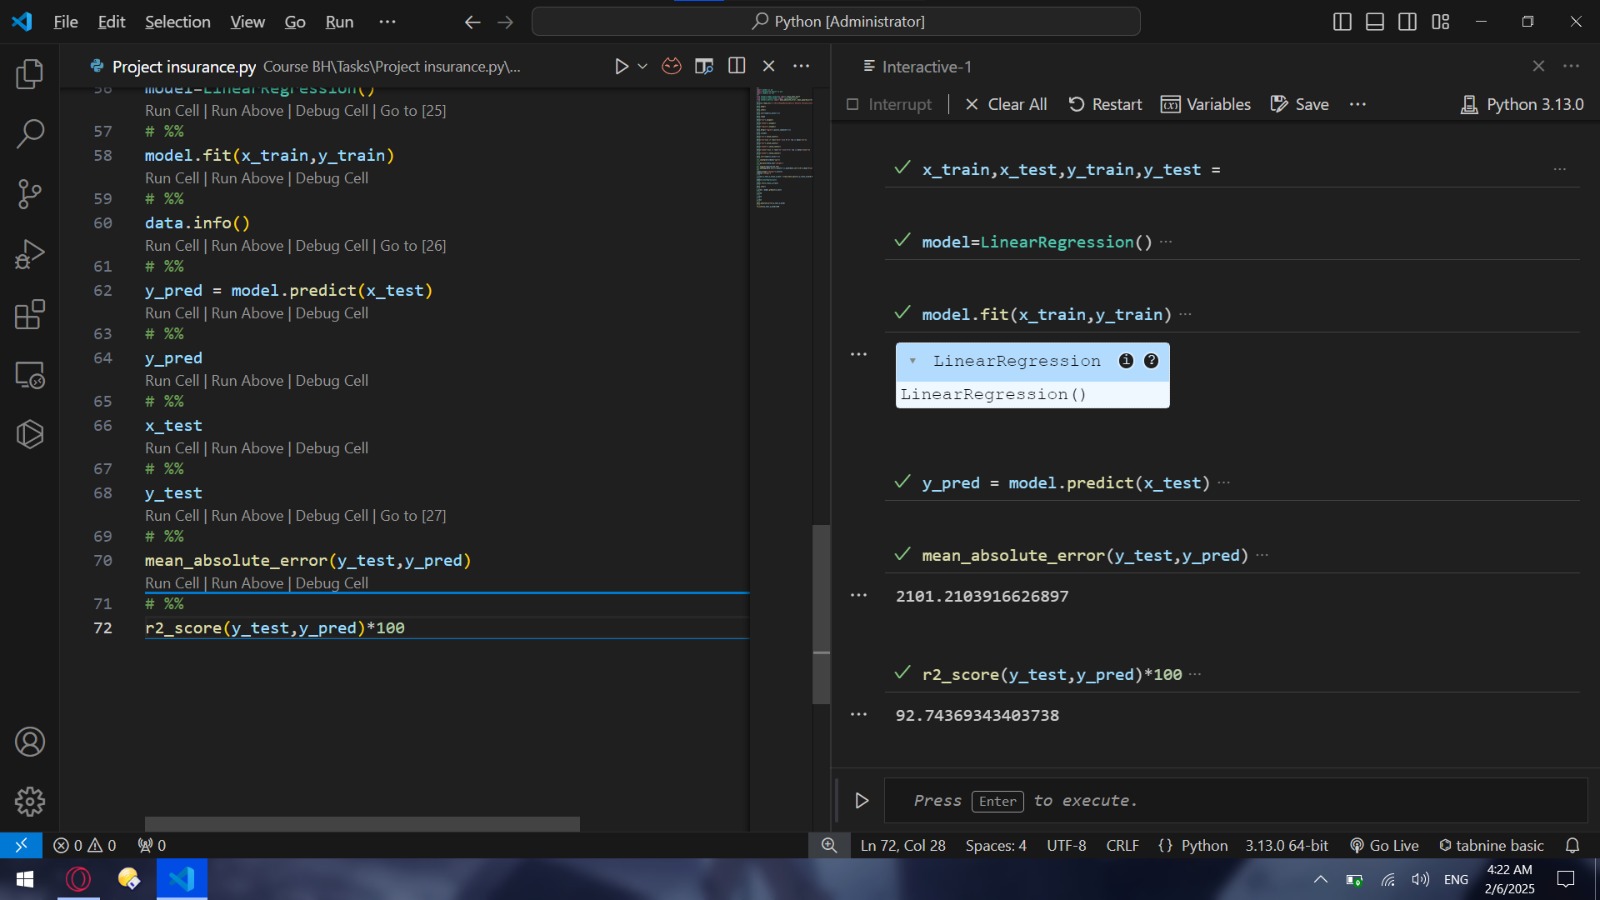 File Edit Selection View Go Run ···
Python [Administrator]
Project insurance.py Course BH\Tasks\Project insurance.py\...
model=LinearRegression()
Run Cell | Run Above | Debug Cell | Go to [25]
57 # %%
58 model.fit(x_train,y_train)
Run Cell | Run Above | Debug Cell
59 # %%
60 data.info()
Run Cell | Run Above | Debug Cell | Go to [26]
61 # %%
62 y_pred = model.predict(x_test)
Run Cell | Run Above | Debug Cell
63 # %%
64 y_pred
Run Cell | Run Above | Debug Cell
65 # %%
66 x_test
Run Cell | Run Above | Debug Cell
67 # %%
68 y_test
Run Cell | Run Above | Debug Cell | Go to [27]
69 # %%
70 mean_absolute_error(y_test,y_pred)
Run Cell | Run Above | Debug Cell
71 # %%
72 r2_score(y_test,y_pred)*100
Interactive-1
Interrupt | Clear All Restart Variables Save ··· Python 3.13.0
x_train,x_test,y_train,y_test = ···
model=LinearRegression() ···
model.fit(x_train,y_train) ···
LinearRegression i ?
LinearRegression()
y_pred = model.predict(x_test) ···
mean_absolute_error(y_test,y_pred) ···
2101.2103916626897
r2_score(y_test,y_pred)*100 ···
92.74369343403738
Press Enter to execute.
0 0 0 Ln 72, Col 28 Spaces: 4 UTF-8 CRLF {} Python 3.13.0 64-bit Go Live tabnine basic
ENG 4:22 AM
2/6/2025